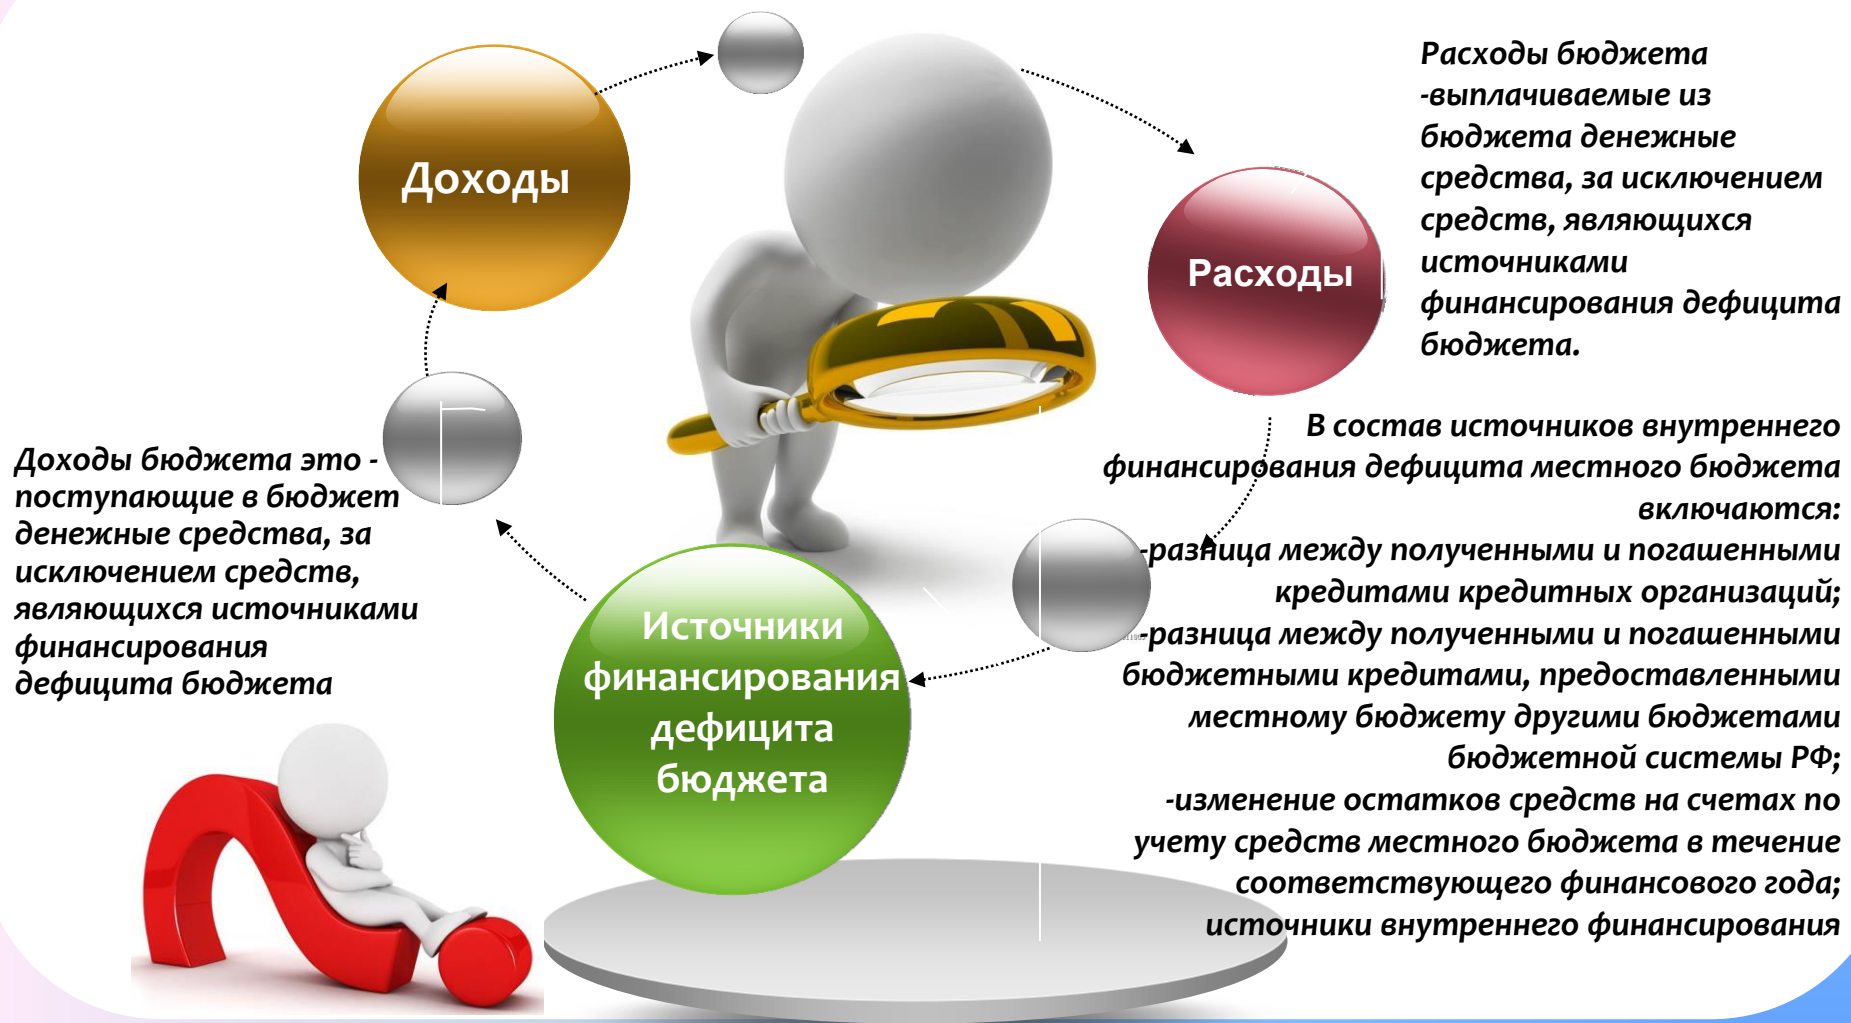 Доходы
Расходы
Источники
финансирования
дефицита
бюджета
Расходы бюджета
-выплачиваемые из
бюджета денежные
средства, за исключением
средств, являющихся
источниками
финансирования дефицита
бюджета.
Доходы бюджета это -
поступающие в бюджет
денежные средства, за
исключением средств,
являющихся источниками
финансирования
дефицита бюджета
В состав источников внутреннего
финансирования дефицита местного бюджета
включаются:
-разница между полученными и погашенными
кредитами кредитных организаций;
-разница между полученными и погашенными
бюджетными кредитами, предоставленными
местному бюджету другими бюджетами
бюджетной системы РФ;
-изменение остатков средств на счетах по
учету средств местного бюджета в течение
соответствующего финансового года;
источники внутреннего финансирования